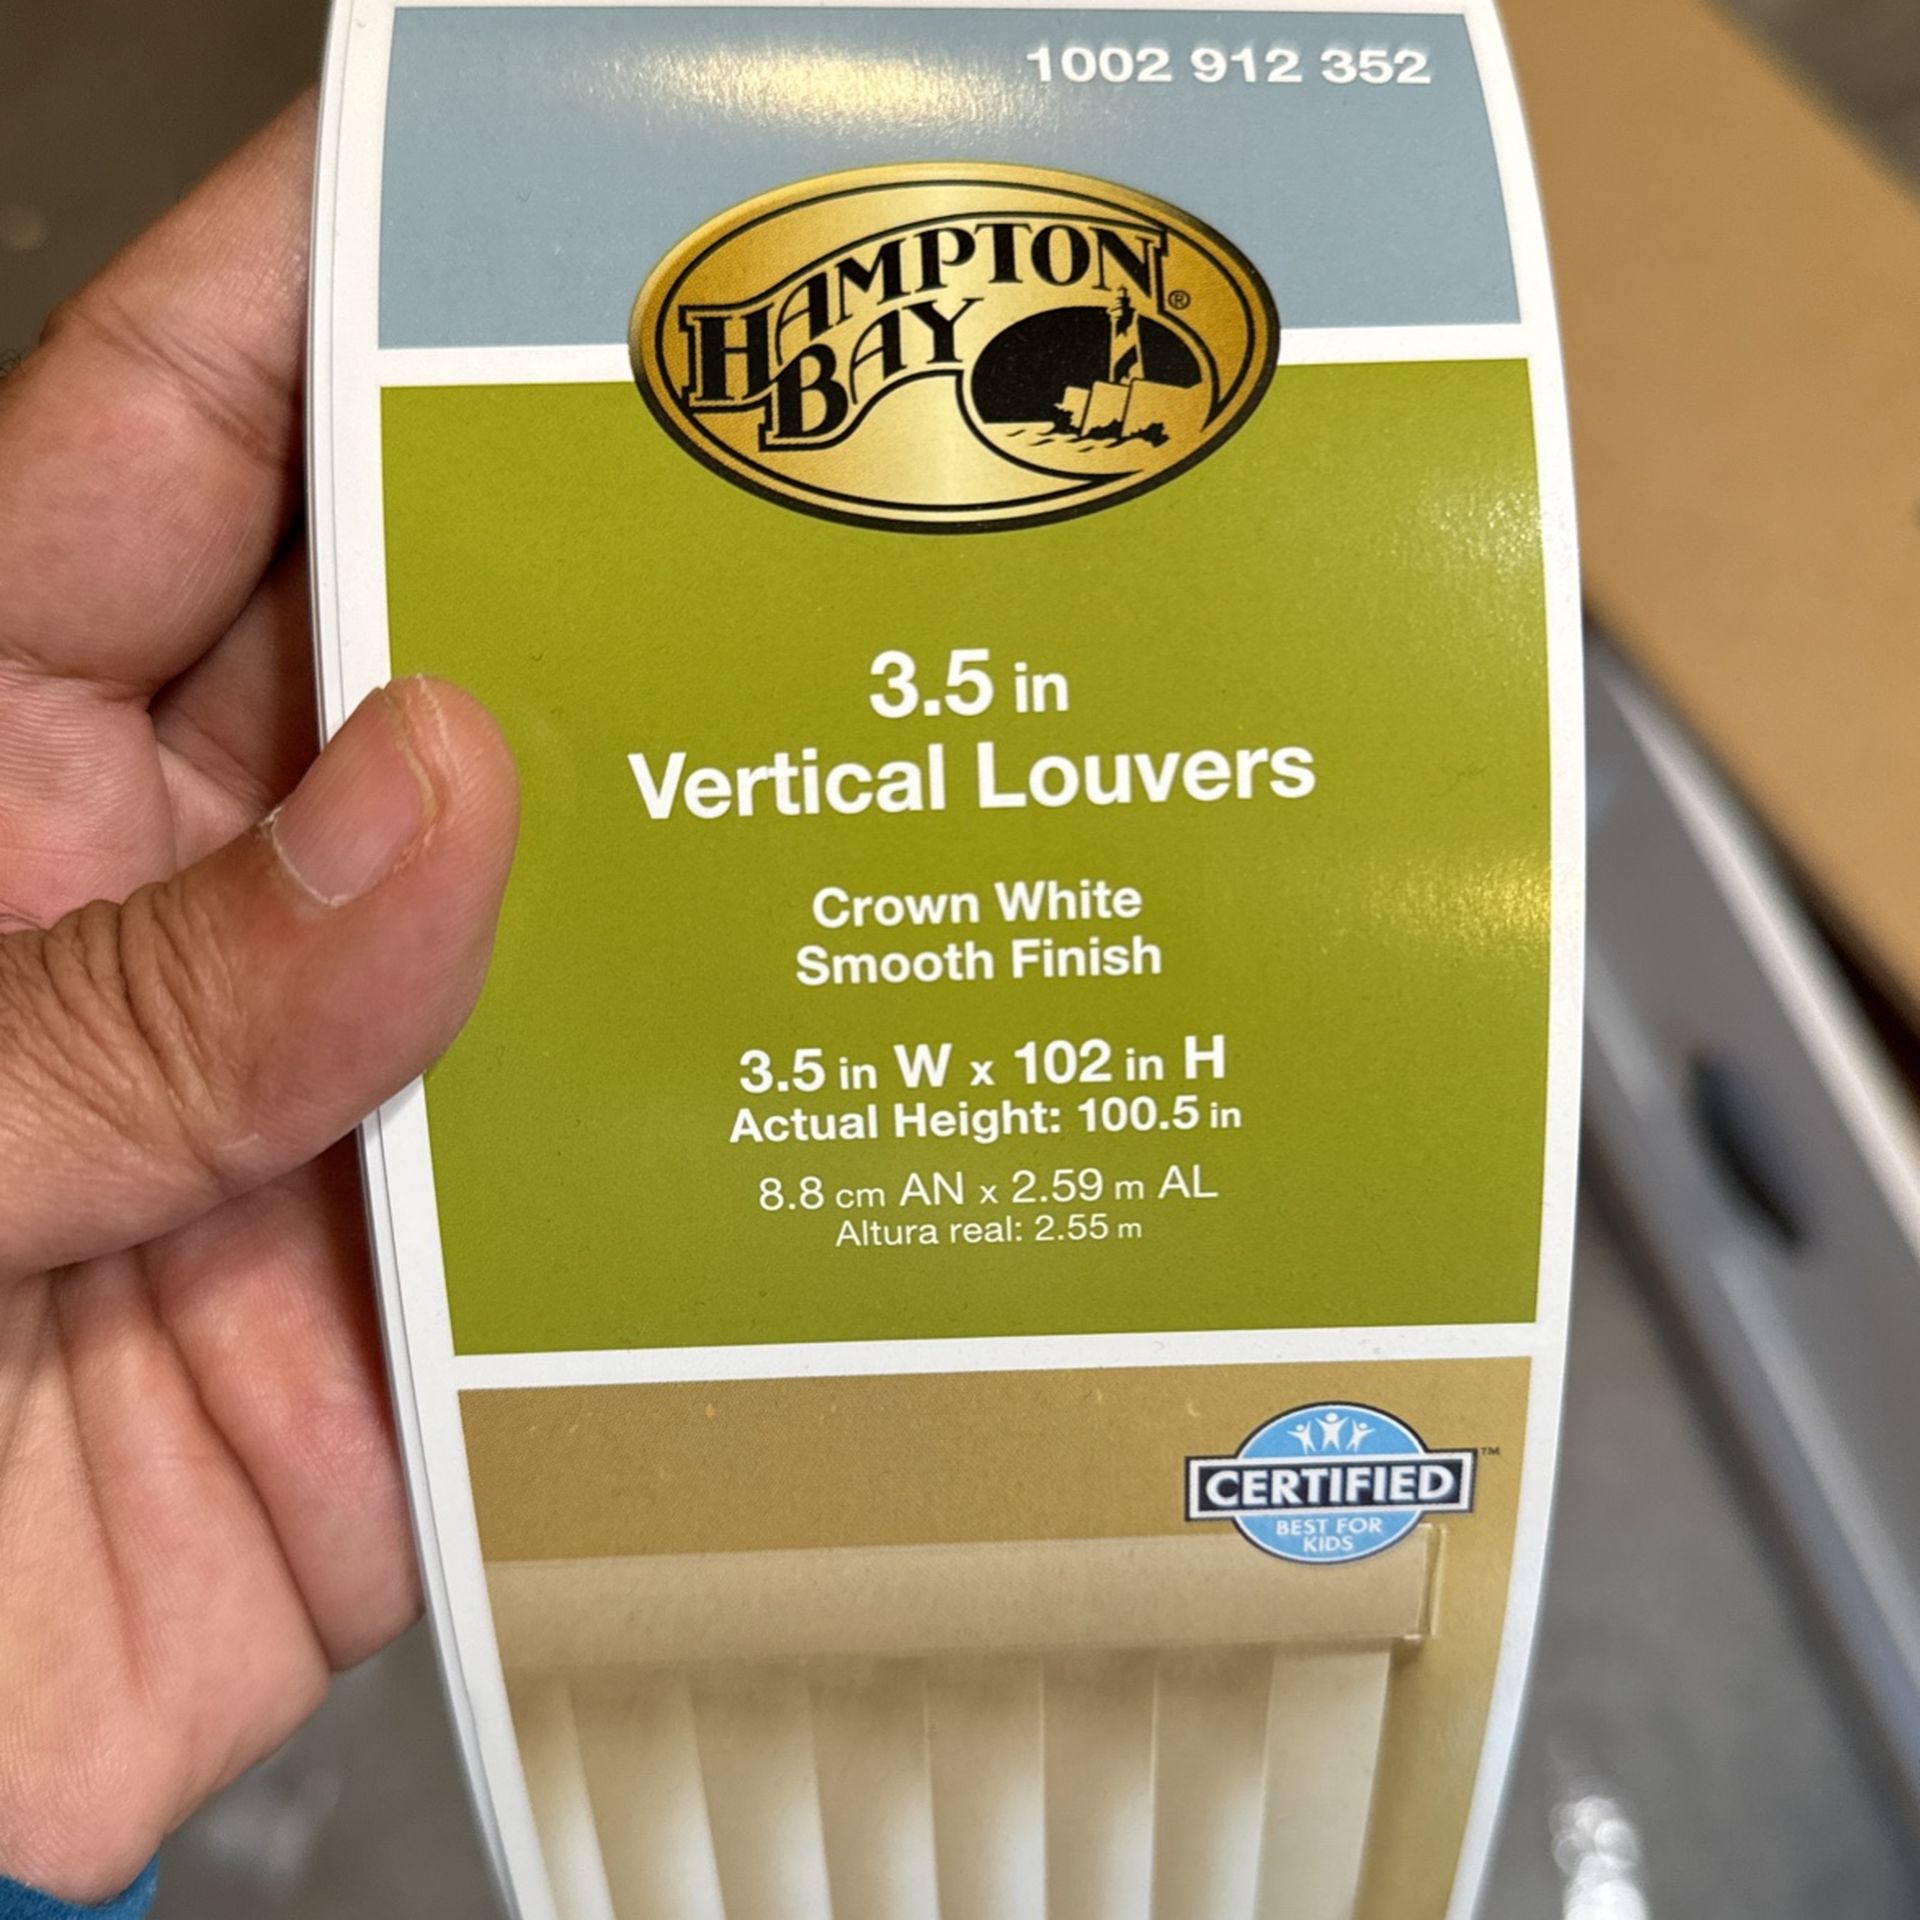 1002 912 352
HAMPTON
BAY
®
3.5 in
Vertical Louvers
Crown White
Smooth Finish
3.5 in W x 102 in H
Actual Height: 100.5 in
8.8 cm AN x 2.59 m AL
Altura real: 2.55 m
CERTIFIED ™
BEST FOR
KIDS